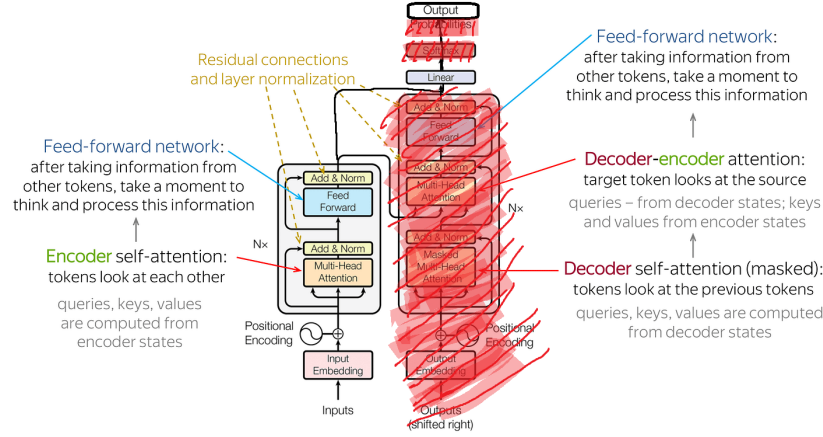 Output
Probabilities
Softmax
Linear
Residual connections
and layer normalization
Feed-forward network:
after taking information from
other tokens, take a moment to
think and process this information
Add & Norm
Feed
Forward
Feed-forward network:
after taking information from
other tokens, take a moment to
think and process this information
Add & Norm
Multi-Head
Attention
Decoder-encoder attention:
target token looks at the source
queries – from decoder states; keys
and values from encoder states
Add & Norm
Feed
Forward
N×
N×
Encoder self-attention:
tokens look at each other
queries, keys, values
are computed from
encoder states
Add & Norm
Multi-Head
Attention
Add & Norm
Masked
Multi-Head
Attention
Decoder self-attention (masked):
tokens look at the previous tokens
queries, keys, values are computed
from decoder states
Positional
Encoding
Positional
Encoding
Input
Embedding
Output
Embedding
Inputs
Outputs
(shifted right)